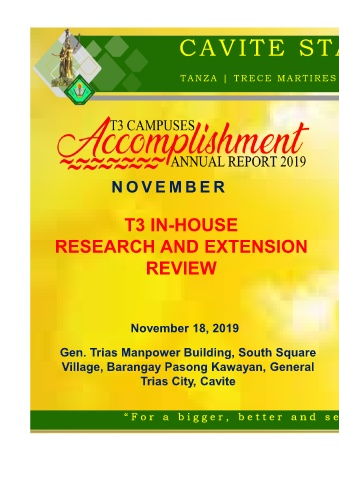 CAVITE STA
TANZA | TRECE MARTIRES
T3 CAMPUSES
Accomplishment
ANNUAL REPORT 2019
NOVEMBER
T3 IN-HOUSE
RESEARCH AND EXTENSION
REVIEW
November 18, 2019
Gen. Trias Manpower Building, South Square
Village, Barangay Pasong Kawayan, General
Trias City, Cavite
"For a bigger, better and se